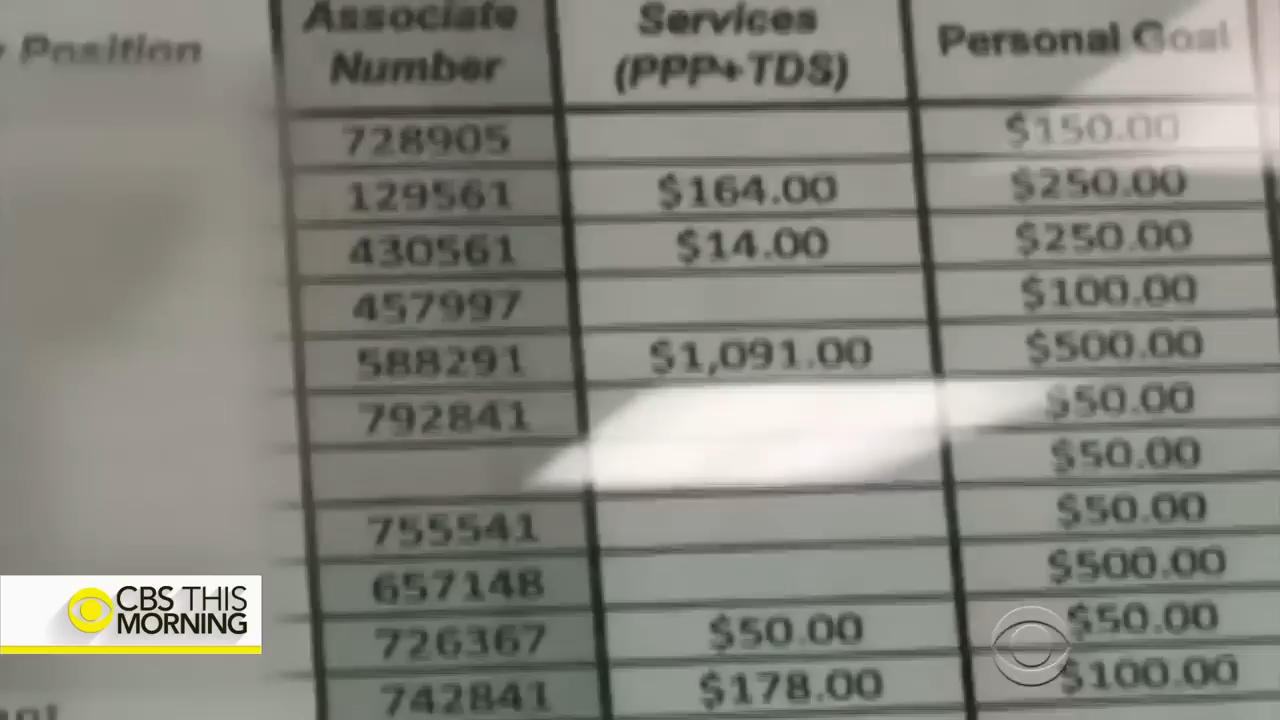 Position
Associate Number
Services (PPP+TDS)
Personal Goal
728905 $150.00
129561 $164.00 $250.00
430561 $14.00 $250.00
457997 $100.00
588291 $1,091.00 $500.00
792841 $50.00
$50.00
755541 $50.00
657148 $500.00
726367 $50.00 $50.00
742841 $178.00 $100.00
CBS THIS
MORNING